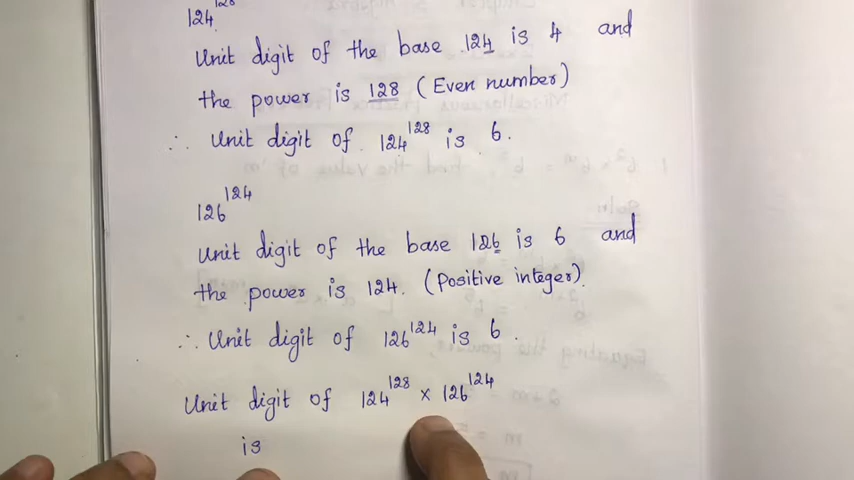 124^128
Unit digit of the base 124 is 4 and
the power is 128 (Even number)
∴ Unit digit of 124^128 is 6.
126^124
Unit digit of the base 126 is 6 and
the power is 124. (Positive integer).
∴ Unit digit of 126^124 is 6.
Unit digit of 124^128 × 126^124
is